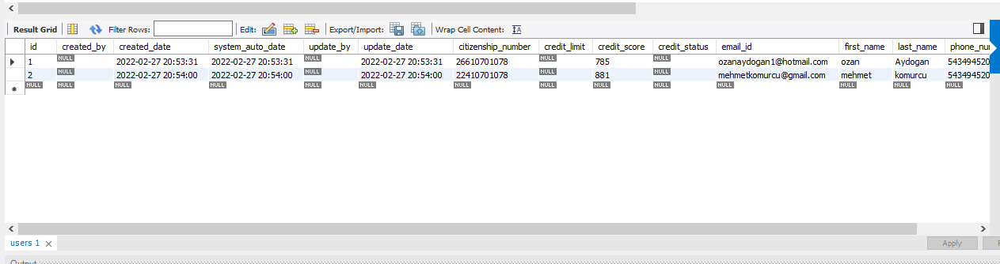 Result Grid Filter Rows: Edit: Export/Import: Wrap Cell Content:
id created_by created_date system_auto_date update_by update_date citizenship_number credit_limit credit_score credit_status email_id first_name last_name
1 NULL 2022-02-27 20:53:31 2022-02-27 20:53:31 NULL 2022-02-27 20:53:31 26610701078 NULL 785 NULL ozanaydogan1@hotmail.com ozan Aydogan 543494520
2 NULL 2022-02-27 20:54:00 2022-02-27 20:54:00 NULL 2022-02-27 20:54:00 22410701078 NULL 881 NULL mehmetkomurcu@gmail.com mehmet komurcu 543494520
NULL NULL NULL NULL NULL NULL NULL NULL NULL NULL NULL NULL NULL NULL
users 1 Apply
Output